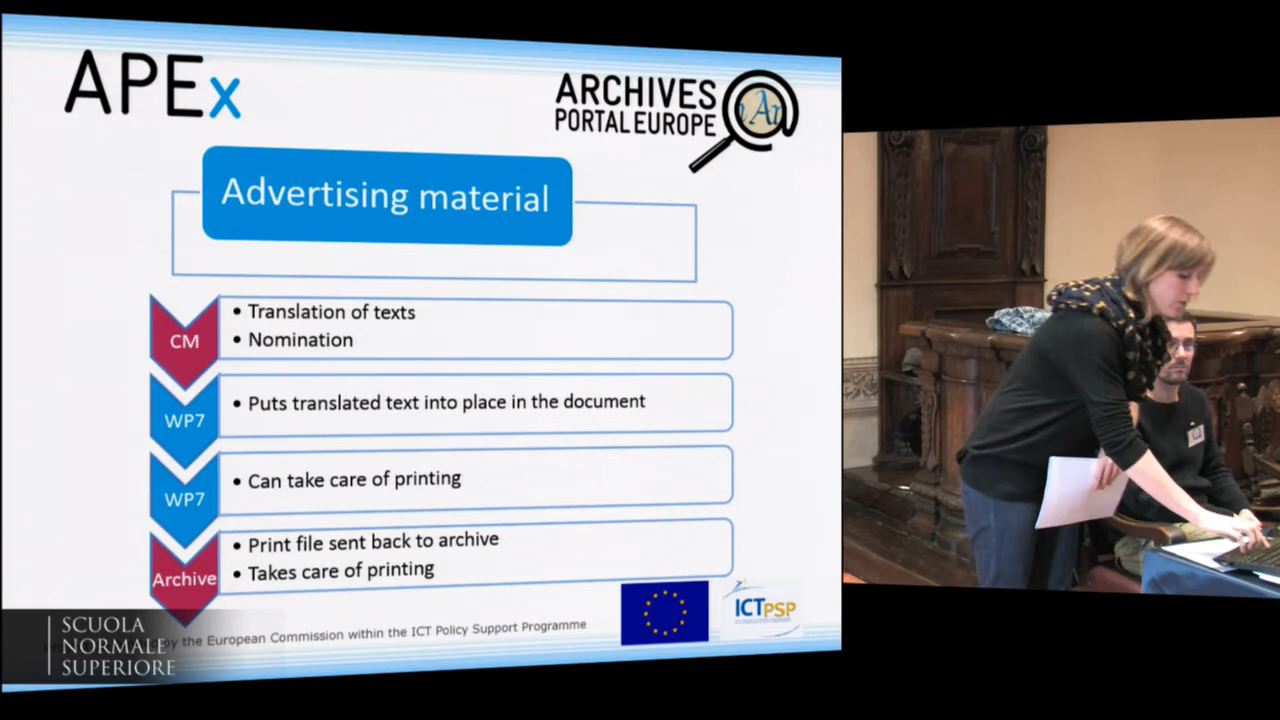 APEx
ARCHIVES
PORTAL EUROPE
Advertising material
CM
• Translation of texts
• Nomination
WP7
• Puts translated text into place in the document
WP7
• Can take care of printing
Archive
• Print file sent back to archive
• Takes care of printing
ICT PSP
by the European Commission within the ICT Policy Support Programme
SCUOLA
NORMALE
SUPERIORE